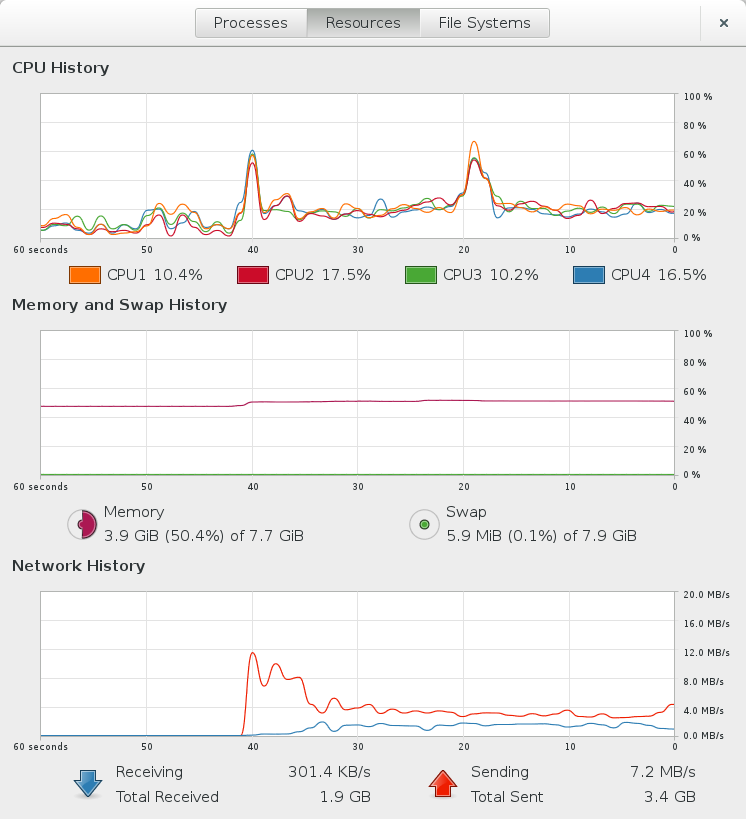 Processes Resources File Systems ×
CPU History
100 %
80 %
60 %
40 %
20 %
0 %
60 seconds 50 40 30 20 10 0
CPU1 10.4% CPU2 17.5% CPU3 10.2% CPU4 16.5%
Memory and Swap History
100 %
80 %
60 %
40 %
20 %
0 %
60 seconds 50 40 30 20 10 0
Memory Swap
3.9 GiB (50.4%) of 7.7 GiB 5.9 MiB (0.1%) of 7.9 GiB
Network History
20.0 MB/s
16.0 MB/s
12.0 MB/s
8.0 MB/s
4.0 MB/s
0.0 MB/s
60 seconds 50 40 30 20 10 0
Receiving 301.4 KB/s Sending 7.2 MB/s
Total Received 1.9 GB Total Sent 3.4 GB